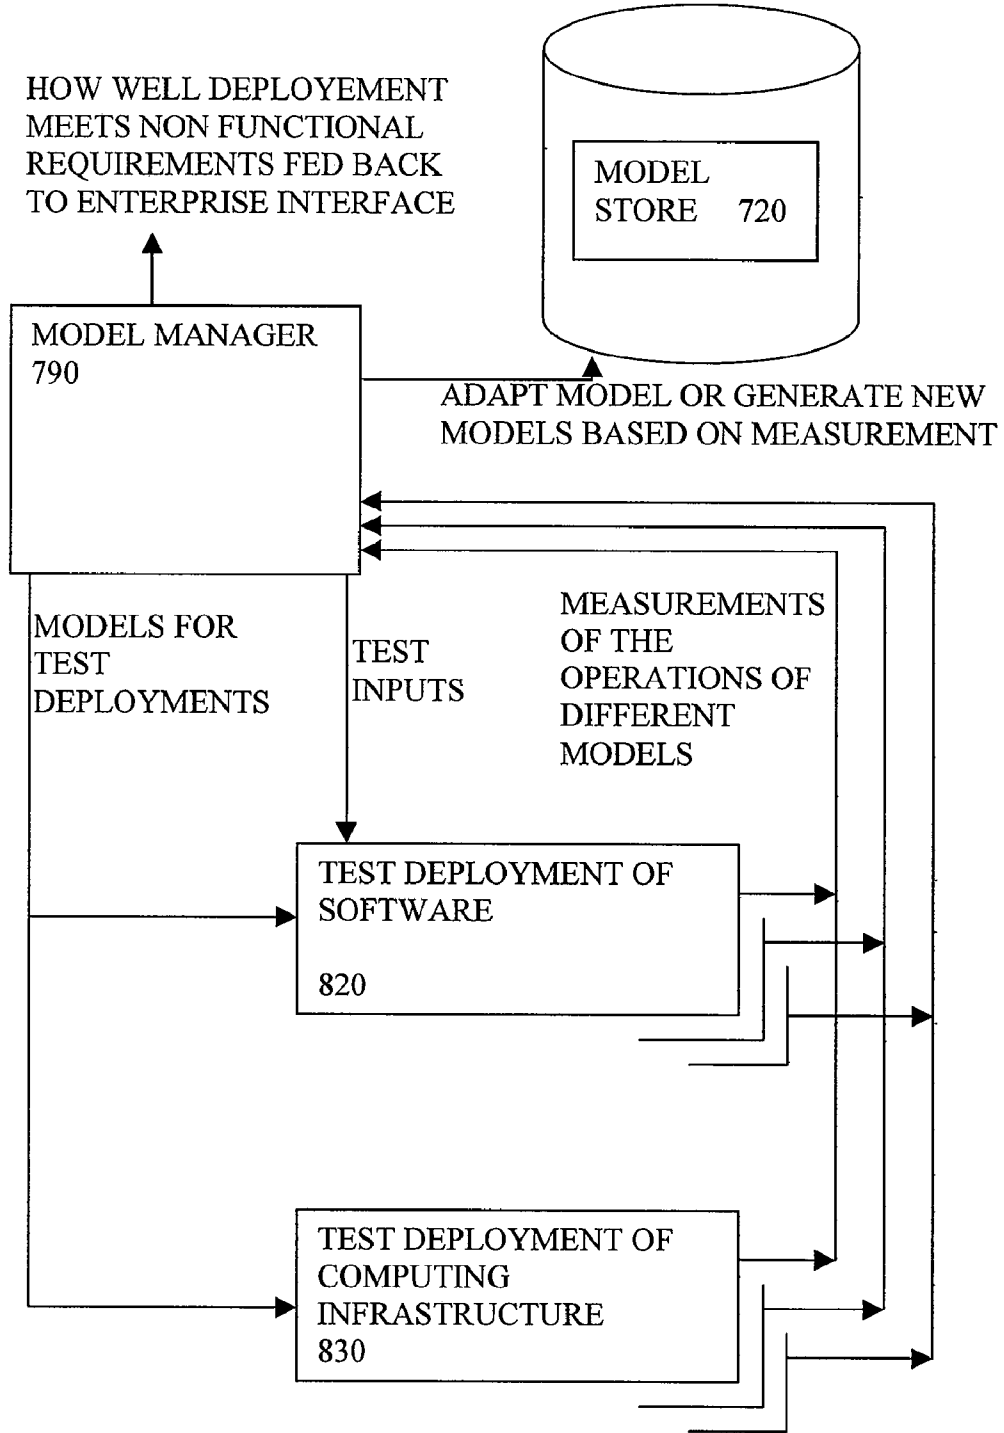 HOW WELL DEPLOYEMENT
MEETS NON FUNCTIONAL
REQUIREMENTS FED BACK
TO ENTERPRISE INTERFACE
MODEL
STORE 720
MODEL MANAGER
790
ADAPT MODEL OR GENERATE NEW
MODELS BASED ON MEASUREMENT
MODELS FOR
TEST
DEPLOYMENTS
TEST
INPUTS
MEASUREMENTS
OF THE
OPERATIONS OF
DIFFERENT
MODELS
TEST DEPLOYMENT OF
SOFTWARE
820
TEST DEPLOYMENT OF
COMPUTING
INFRASTRUCTURE
830